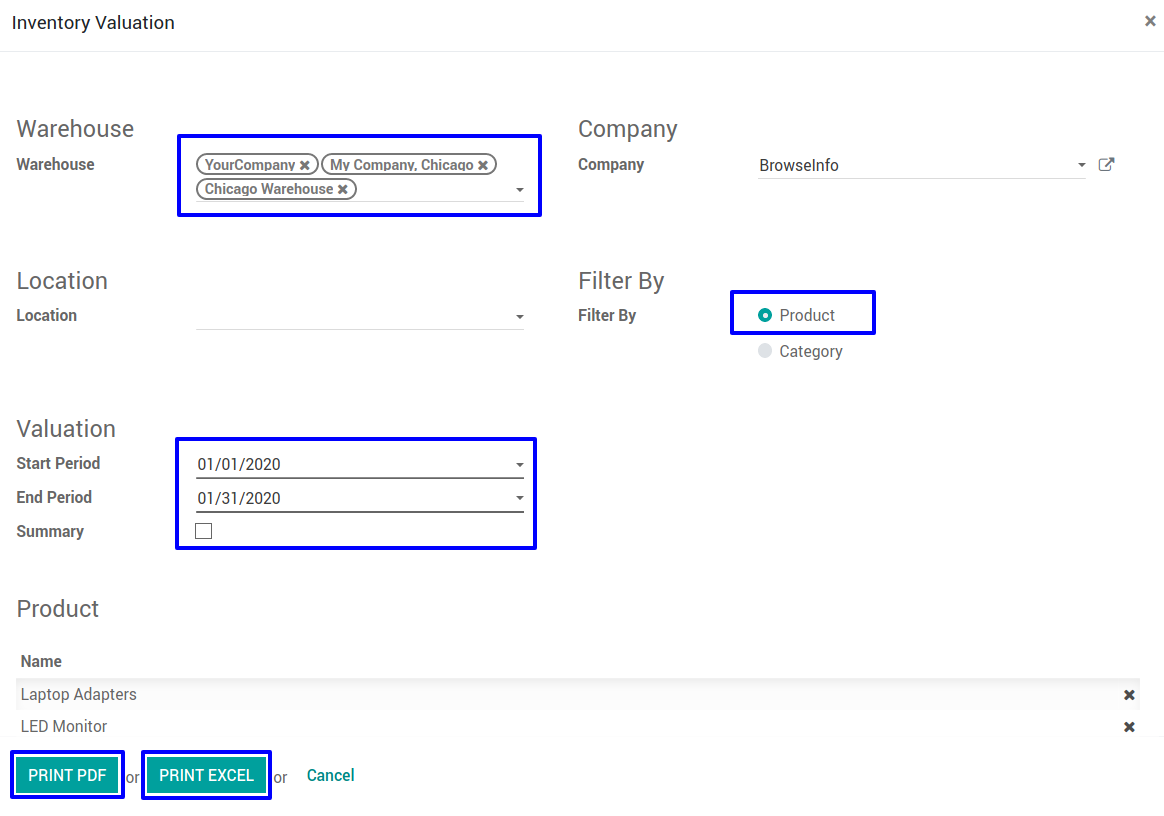 Inventory Valuation ×
Warehouse
Warehouse YourCompany ✖ My Company, Chicago ✖
Chicago Warehouse ✖
Company
Company BrowseInfo
Location
Location
Filter By
Filter By Product
Category
Valuation
Start Period 01/01/2020
End Period 01/31/2020
Summary
Product
Name
Laptop Adapters ✖
LED Monitor ✖
PRINT PDF or PRINT EXCEL or Cancel